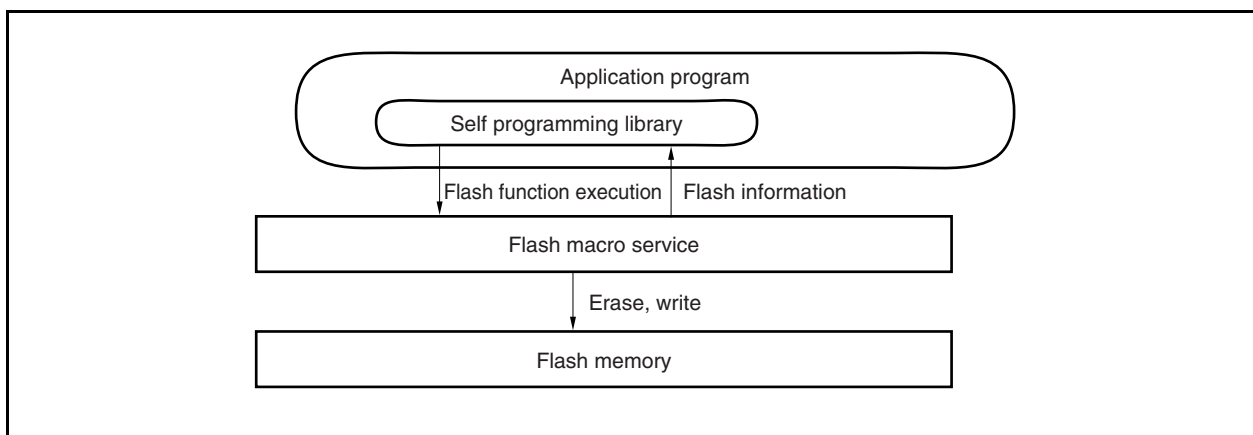 Application program
Self programming library
Flash function execution
Flash information
Flash macro service
Erase, write
Flash memory